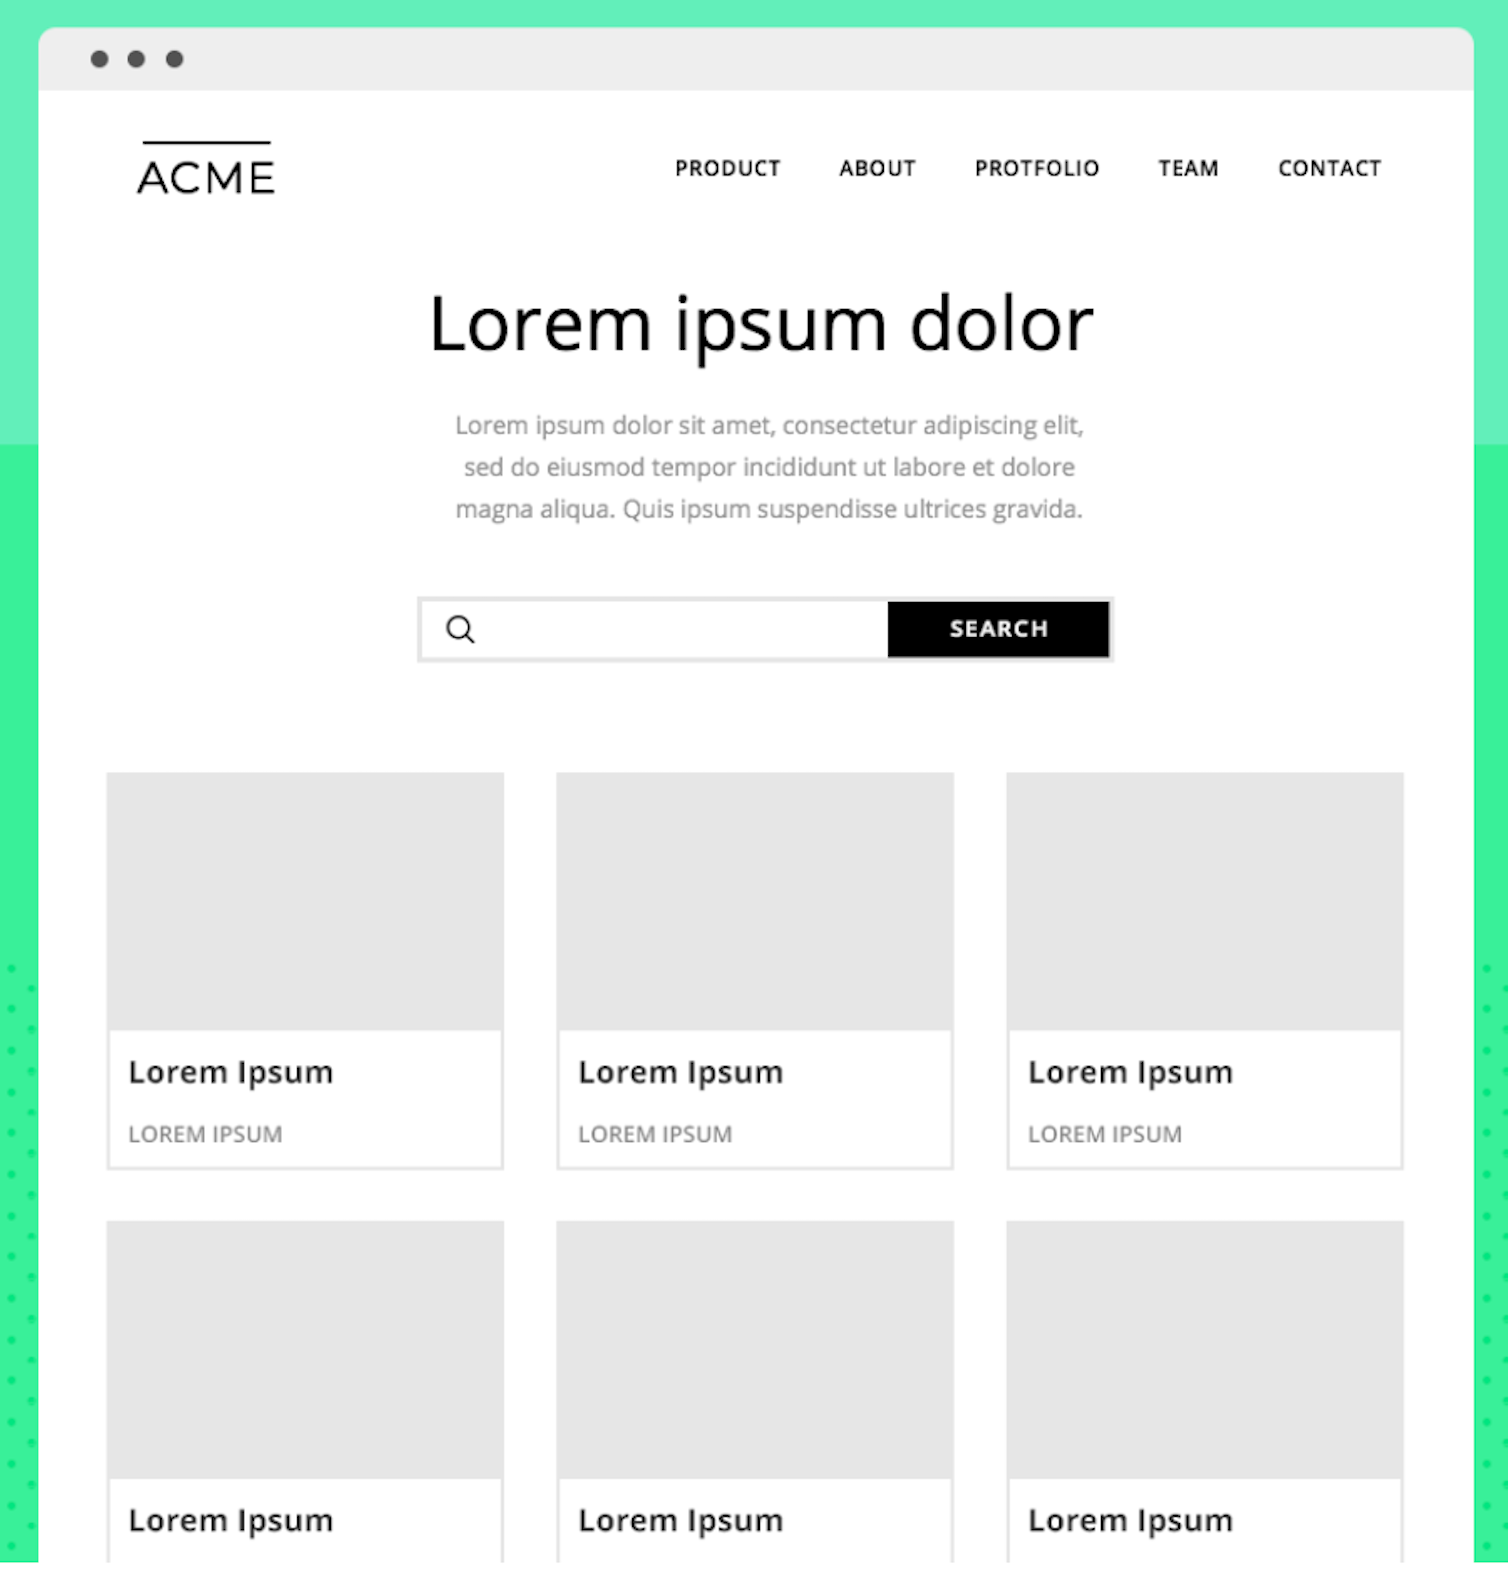 ACME
PRODUCT ABOUT PROTFOLIO TEAM CONTACT
Lorem ipsum dolor
Lorem ipsum dolor sit amet, consectetur adipiscing elit,
sed do eiusmod tempor incididunt ut labore et dolore
magna aliqua. Quis ipsum suspendisse ultrices gravida.
SEARCH
Lorem Ipsum
LOREM IPSUM
Lorem Ipsum
LOREM IPSUM
Lorem Ipsum
LOREM IPSUM
Lorem Ipsum
Lorem Ipsum
Lorem Ipsum